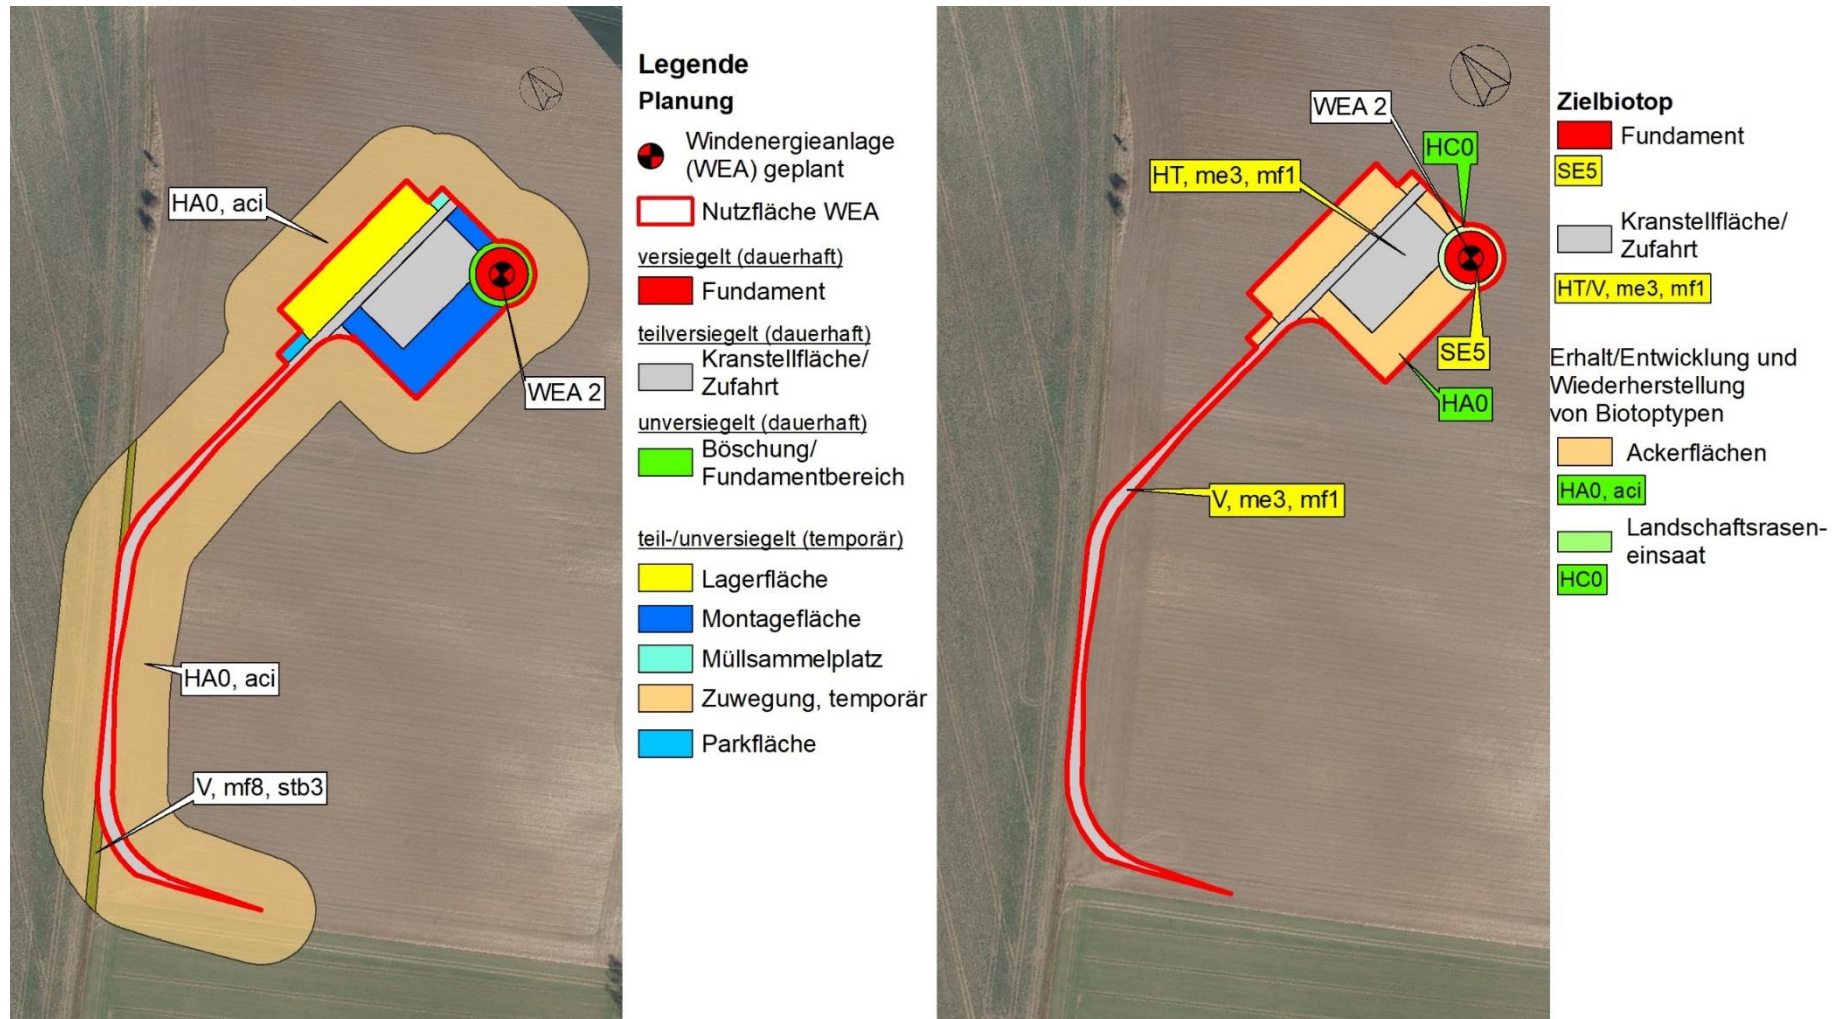 HA0, aci
WEA 2
HA0, aci
V, mf8, stb3
Legende
Planung
Windenergieanlage
(WEA) geplant
Nutzfläche WEA
versiegelt (dauerhaft)
Fundament
teilversiegelt (dauerhaft)
Kranstellfläche/
Zufahrt
unversiegelt (dauerhaft)
Böschung/
Fundamentbereich
teil-/unversiegelt (temporär)
Lagerfläche
Montagefläche
Müllsammelplatz
Zuwegung, temporär
Parkfläche
WEA 2
HC0
HT, me3, mf1
SE5
HA0
V, me3, mf1
Zielbiotop
Fundament
SE5
Kranstellfläche/
Zufahrt
HT/V, me3, mf1
Erhalt/Entwicklung und
Wiederherstellung
von Biotoptypen
Ackerflächen
HA0, aci
Landschaftsrasen-
einsaat
HC0